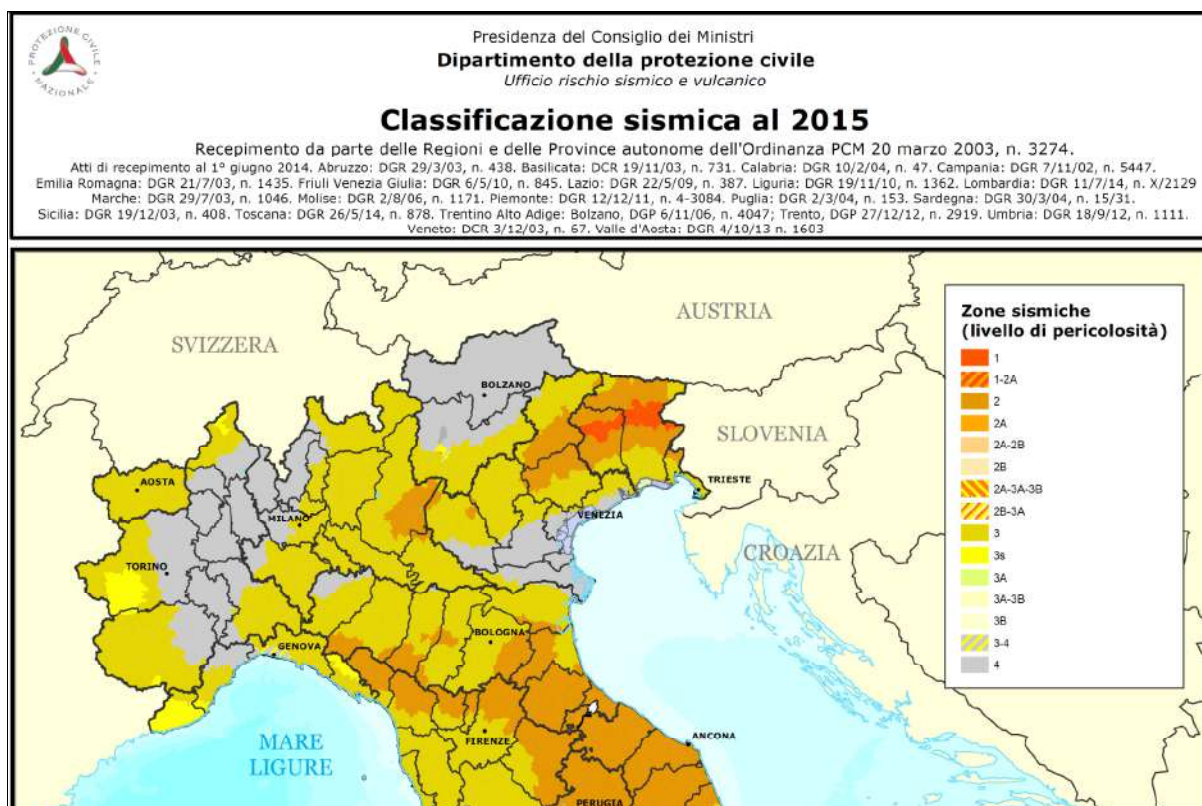 PROTEZIONE CIVILE
NAZIONALE
Presidenza del Consiglio dei Ministri
Dipartimento della protezione civile
Ufficio rischio sismico e vulcanico
Classificazione sismica al 2015
Recepimento da parte delle Regioni e delle Province autonome dell'Ordinanza PCM 20 marzo 2003, n. 3274.
Atti di recepimento al 1° giugno 2014. Abruzzo: DGR 29/3/03, n. 438. Basilicata: DCR 19/11/03, n. 731. Calabria: DGR 10/2/04, n. 47. Campania: DGR 7/11/02, n. 5447.
Emilia Romagna: DGR 21/7/03, n. 1435. Friuli Venezia Giulia: DGR 6/5/10, n. 845. Lazio: DGR 22/5/09, n. 387. Liguria: DGR 19/11/10, n. 1362. Lombardia: DGR 11/7/14, n. X/2129
Marche: DGR 29/7/03, n. 1046. Molise: DGR 2/8/06, n. 1171. Piemonte: DGR 12/12/11, n. 4-3084. Puglia: DGR 2/3/04, n. 153. Sardegna: DGR 30/3/04, n. 15/31.
Sicilia: DGR 19/12/03, n. 408. Toscana: DGR 26/5/14, n. 878. Trentino Alto Adige: Bolzano, DGP 6/11/06, n. 4047; Trento, DGP 27/12/12, n. 2919. Umbria: DGR 18/9/12, n. 1111.
Veneto: DCR 3/12/03, n. 67. Valle d'Aosta: DGR 4/10/13 n. 1603
AUSTRIA
SVIZZERA
BOLZANO
SLOVENIA
AOSTA
TRIESTE
MILANO
VENEZIA
CROAZIA
TORINO
GENOVA
BOLOGNA
MARE
LIGURE
FIRENZE
ANCONA
PERUGIA
Zone sismiche
(livello di pericolosità)
1
1-2A
2
2A
2A-2B
2B
2A-3A-3B
2B-3A
3
3s
3A
3A-3B
3B
3-4
4